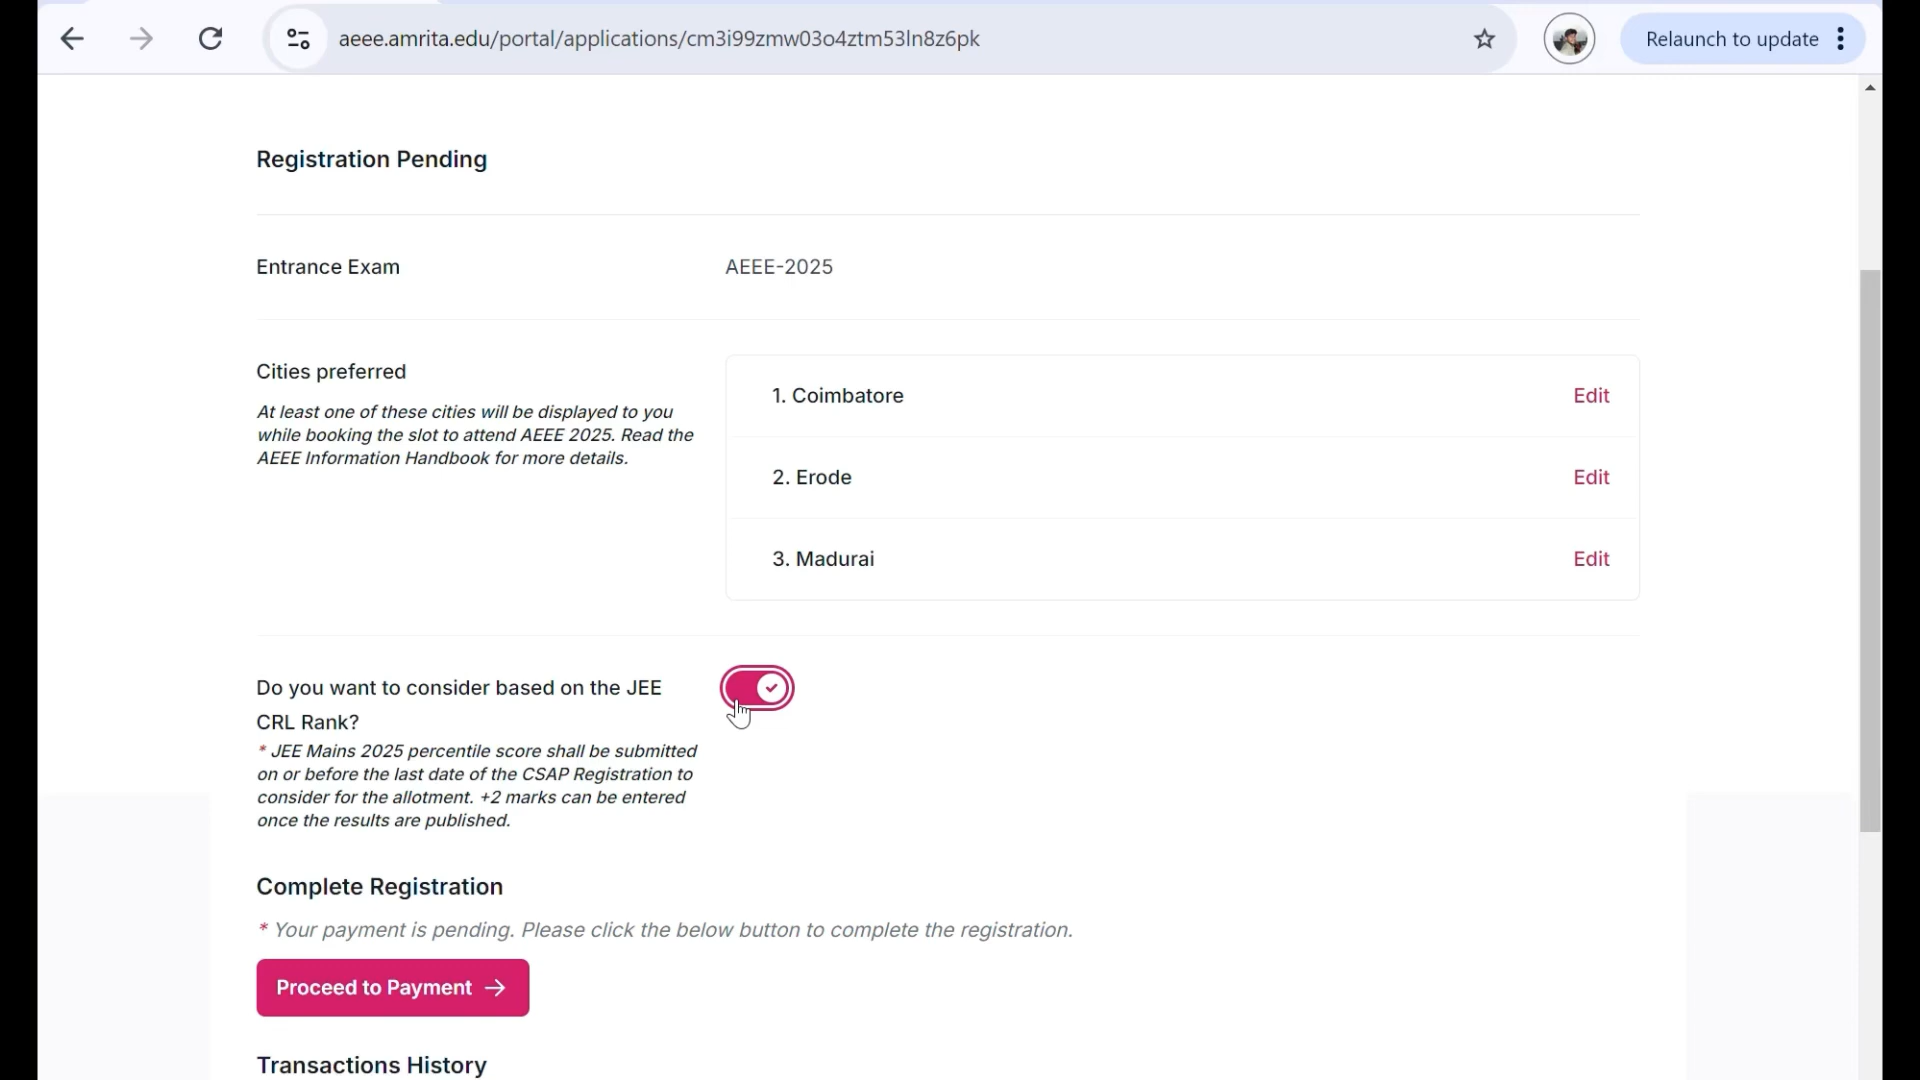 aeee.amrita.edu/portal/applications/cm3i99zmw03o4ztm53ln8z6pk
Relaunch to update
Registration Pending
Entrance Exam
AEEE-2025
Cities preferred
At least one of these cities will be displayed to you
while booking the slot to attend AEEE 2025. Read the
AEEE Information Handbook for more details.
1. Coimbatore
Edit
2. Erode
Edit
3. Madurai
Edit
Do you want to consider based on the JEE
CRL Rank?
* JEE Mains 2025 percentile score shall be submitted
on or before the last date of the CSAP Registration to
consider for the allotment. +2 marks can be entered
once the results are published.
Complete Registration
* Your payment is pending. Please click the below button to complete the registration.
Proceed to Payment →
Transactions History